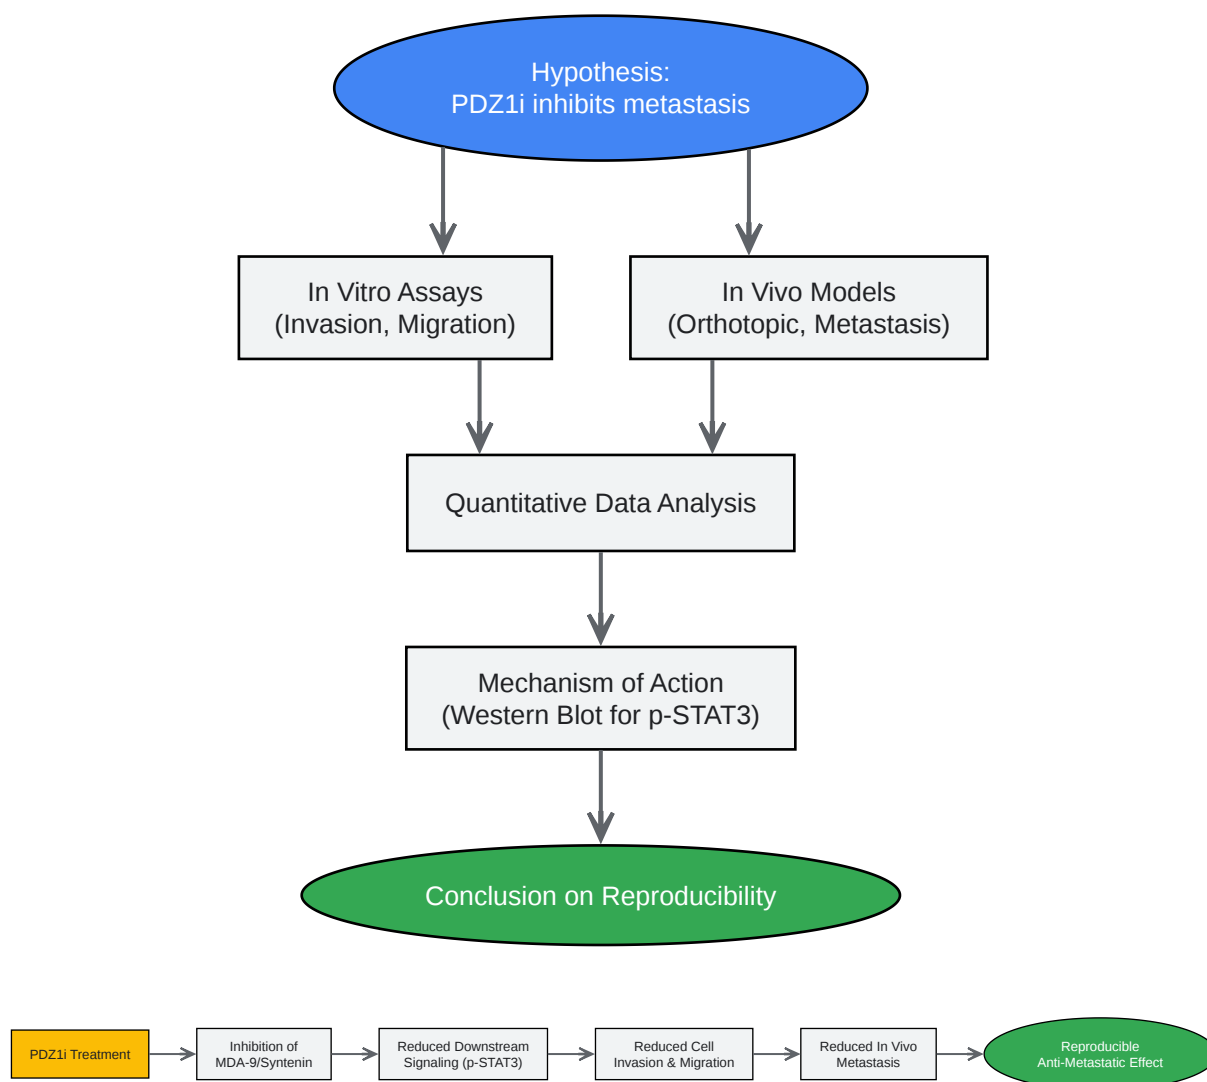 Hypothesis:
PDZ1i inhibits metastasis
In Vitro Assays
(Invasion, Migration)
In Vivo Models
(Orthotopic, Metastasis)
Quantitative Data Analysis
Mechanism of Action
(Western Blot for p-STAT3)
Conclusion on Reproducibility
PDZ1i Treatment
Inhibition of
MDA-9/Syntenin
Reduced Downstream
Signaling (p-STAT3)
Reduced Cell
Invasion & Migration
Reduced In Vivo
Metastasis
Reproducible
Anti-Metastatic Effect